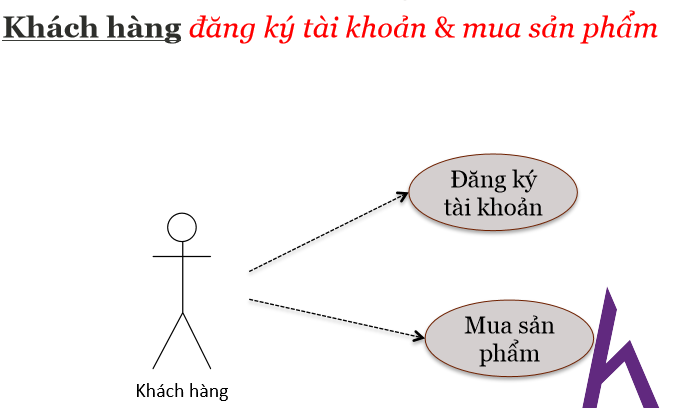 Khách hàng đăng ký tài khoản & mua sản phẩm
Đăng ký
tài khoản
Mua sản
phẩm
Khách hàng